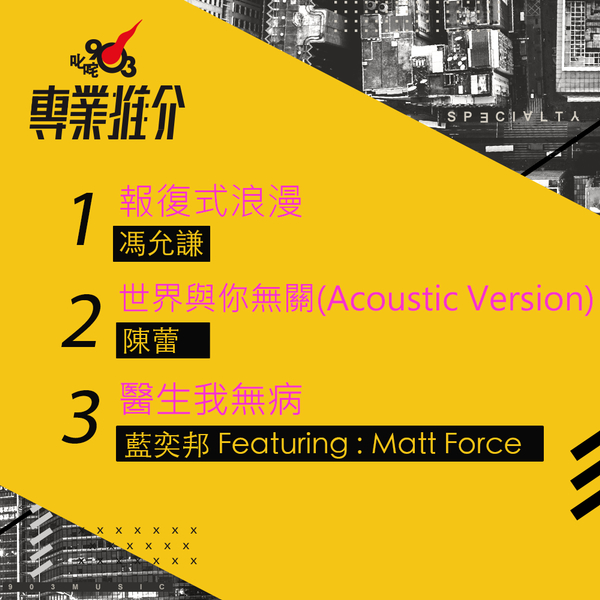 叱咤903
專業推介
SPECIALTY
1
報復式浪漫
馮允謙
2
世界與你無關(Acoustic Version)
陳蕾
3
醫生我無病
藍奕邦 Featuring : Matt Force
x x x x x x x
x x x x x x x
x x x x x x
903MUSIC